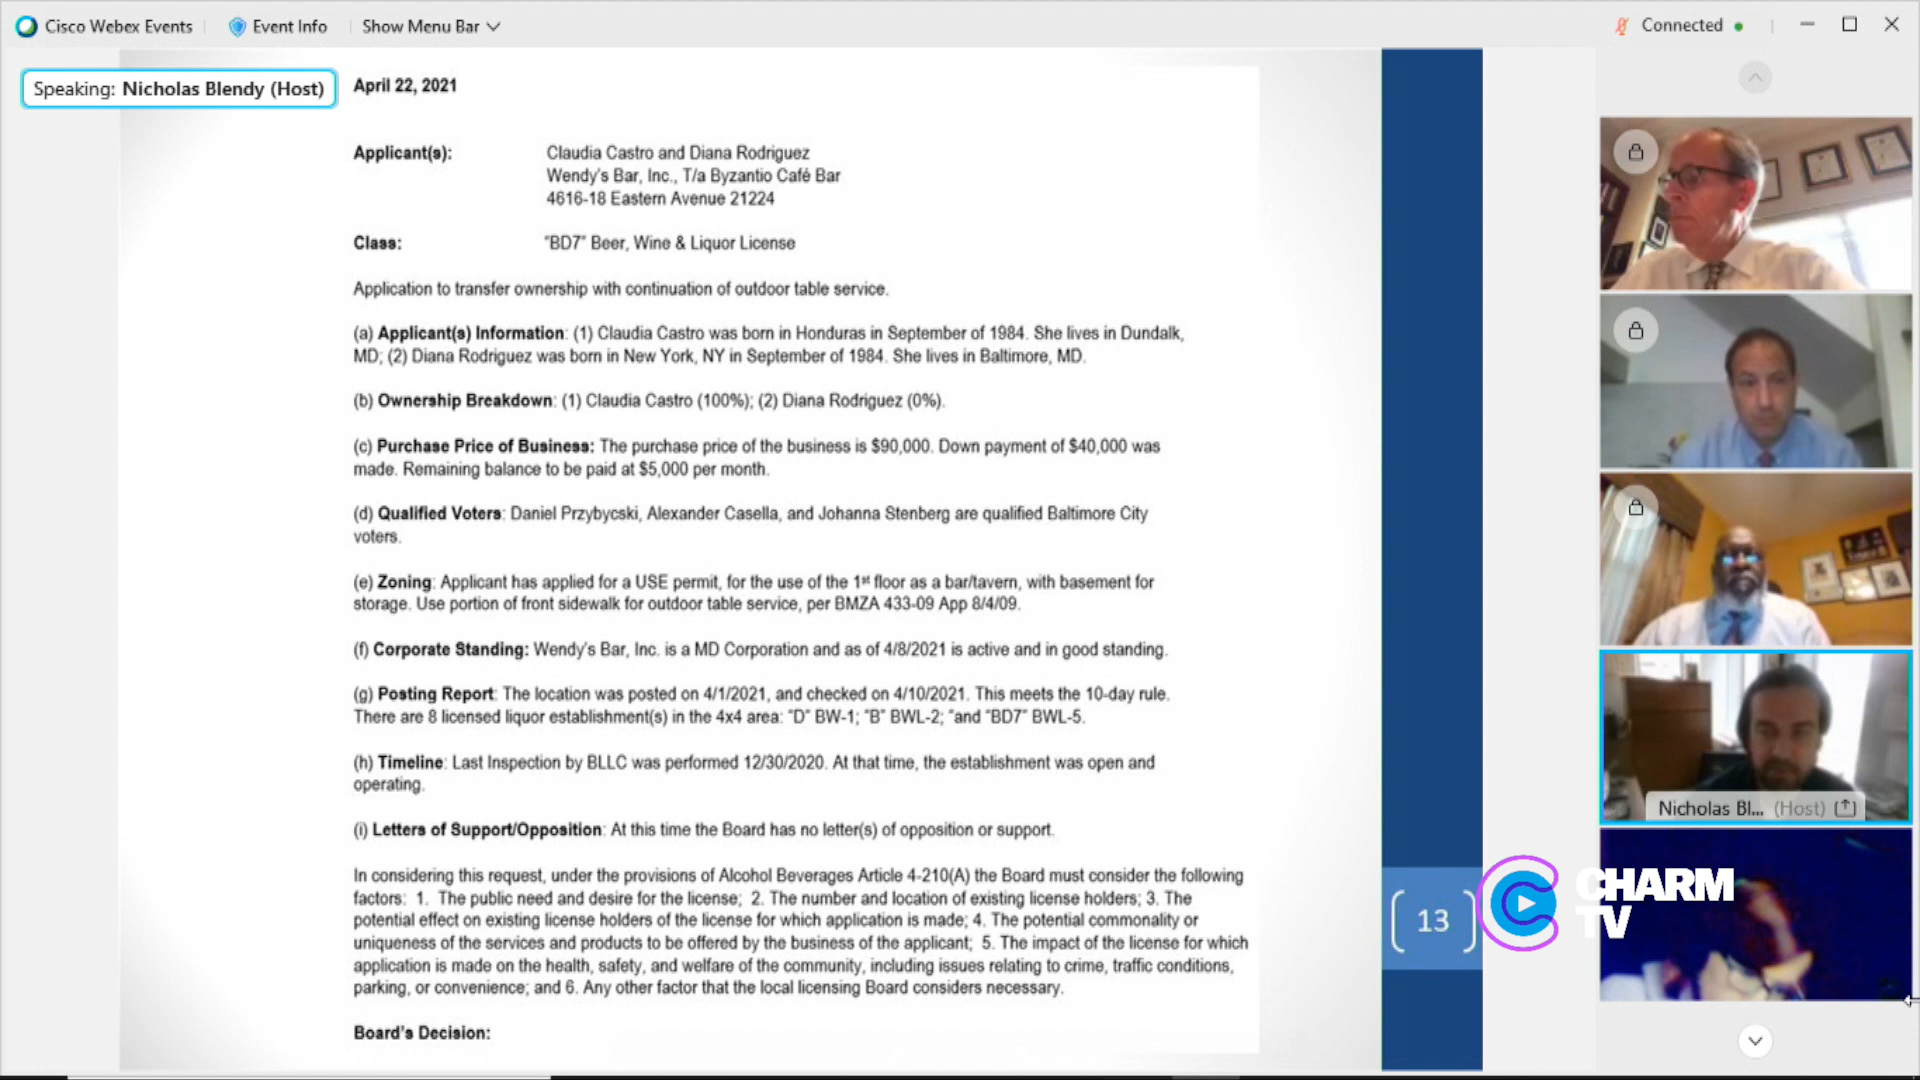 Cisco Webex Events
Event Info
Show Menu Bar
Connected
Speaking: Nicholas Blendy (Host)
April 22, 2021
Applicant(s):
Claudia Castro and Diana Rodriguez
Wendy's Bar, Inc., T/a Byzantio Café Bar
4616-18 Eastern Avenue 21224
Class:
"BD7" Beer, Wine & Liquor License
Application to transfer ownership with continuation of outdoor table service.
(a) Applicant(s) Information: (1) Claudia Castro was born in Honduras in September of 1984. She lives in Dundalk,
MD; (2) Diana Rodriguez was born in New York, NY in September of 1984. She lives in Baltimore, MD.
(b) Ownership Breakdown: (1) Claudia Castro (100%); (2) Diana Rodriguez (0%).
(c) Purchase Price of Business: The purchase price of the business is $90,000. Down payment of $40,000 was
made. Remaining balance to be paid at $5,000 per month.
(d) Qualified Voters: Daniel Przybycski, Alexander Casella, and Johanna Stenberg are qualified Baltimore City
voters.
(e) Zoning: Applicant has applied for a USE permit, for the use of the 1st floor as a bar/tavern, with basement for
storage. Use portion of front sidewalk for outdoor table service, per BMZA 433-09 App 8/4/09.
(f) Corporate Standing: Wendy's Bar, Inc. is a MD Corporation and as of 4/8/2021 is active and in good standing.
(g) Posting Report: The location was posted on 4/1/2021, and checked on 4/10/2021. This meets the 10-day rule.
There are 8 licensed liquor establishment(s) in the 4x4 area: "D" BW-1; "B" BWL-2; "and "BD7" BWL-5.
(h) Timeline: Last Inspection by BLLC was performed 12/30/2020. At that time, the establishment was open and
operating.
(i) Letters of Support/Opposition: At this time the Board has no letter(s) of opposition or support.
In considering this request, under the provisions of Alcohol Beverages Article 4-210(A) the Board must consider the following
factors: 1. The public need and desire for the license; 2. The number and location of existing license holders; 3. The
potential effect on existing license holders of the license for which application is made; 4. The potential commonality or
uniqueness of the services and products to be offered by the business of the applicant; 5. The impact of the license for which
application is made on the health, safety, and welfare of the community, including issues relating to crime, traffic conditions,
parking, or convenience; and 6. Any other factor that the local licensing Board considers necessary.
Board's Decision:
13
Nicholas Bl... (Host)
CHARM
TV